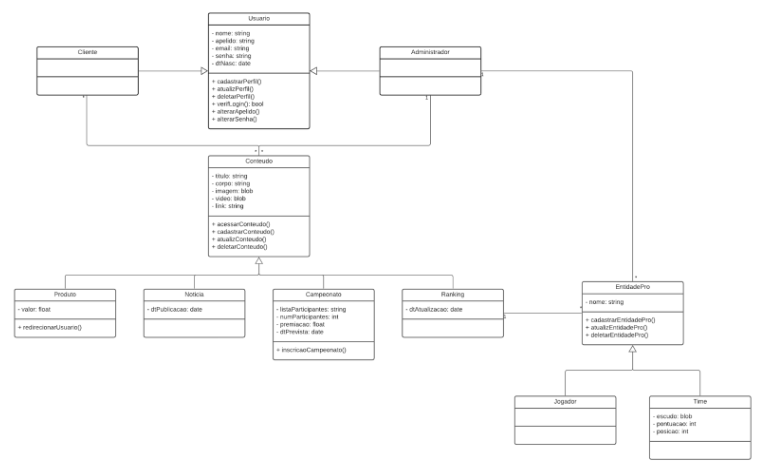 Usuario
- nome: string
- apelido: string
- email: string
- senha: string
- dtNasc: date
+ cadastrarPerfil()
+ atualizPerfil()
+ deletarPerfil()
+ verifLogin(): bool
+ alterarApelido()
+ alterarSenha()
Cliente
Administrador
*
1
1
* *
Conteudo
- titulo: string
- corpo: string
- imagem: blob
- video: blob
- link: string
+ acessarConteudo()
+ cadastrarConteudo()
+ atualizConteudo()
+ deletarConteudo()
Produto
- valor: float
+ redirecionarUsuario()
Noticia
- dtPublicacao: date
Campeonato
- listaParticipantes: string
- numParticipantes: int
- premiacao: float
- dtPrevista: date
+ inscricaoCampeonato()
Ranking
- dtAtualizacao: date
1
*
*
EntidadePro
- nome: string
+ cadastrarEntidadePro()
+ atualizEntidadePro()
+ deletarEntidadePro()
Jogador
Time
- escudo: blob
- pontuacao: int
- posicao: int